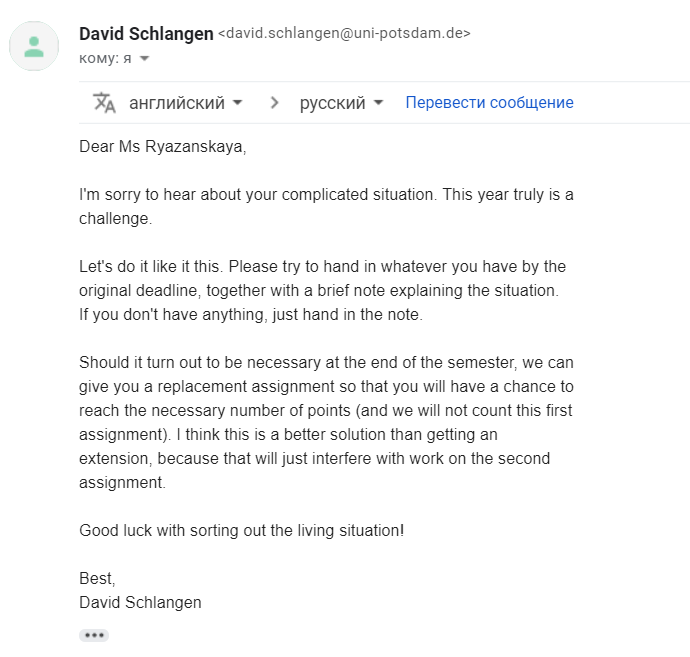 David Schlangen <david.schlangen@uni-potsdam.de>
кому: я
английский > русский Перевести сообщение
Dear Ms Ryazanskaya,
I'm sorry to hear about your complicated situation. This year truly is a
challenge.
Let's do it like it this. Please try to hand in whatever you have by the
original deadline, together with a brief note explaining the situation.
If you don't have anything, just hand in the note.
Should it turn out to be necessary at the end of the semester, we can
give you a replacement assignment so that you will have a chance to
reach the necessary number of points (and we will not count this first
assignment). I think this is a better solution than getting an
extension, because that will just interfere with work on the second
assignment.
Good luck with sorting out the living situation!
Best,
David Schlangen